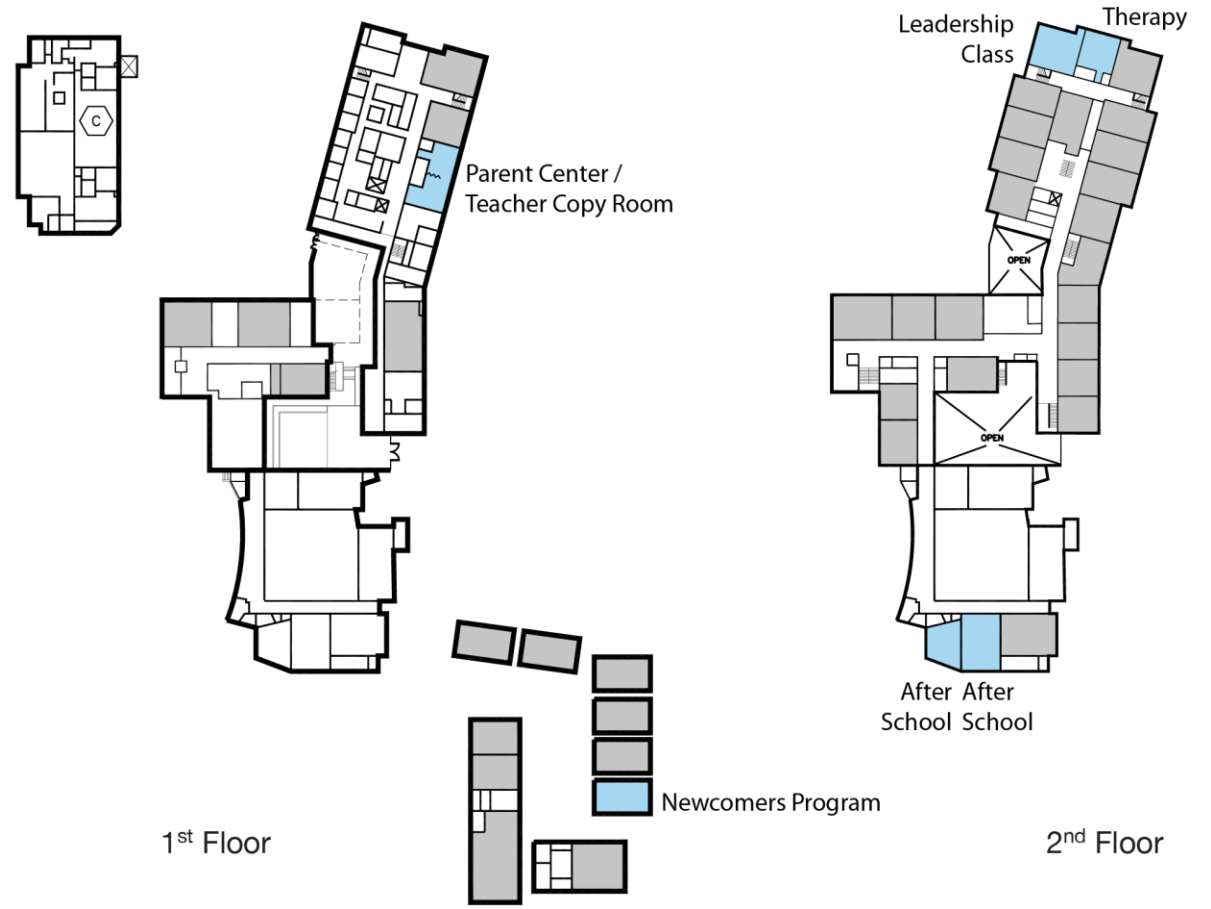 Leadership
Class
Therapy
C
Parent Center /
Teacher Copy Room
OPEN
OPEN
After After
School School
Newcomers Program
1st Floor
2nd Floor